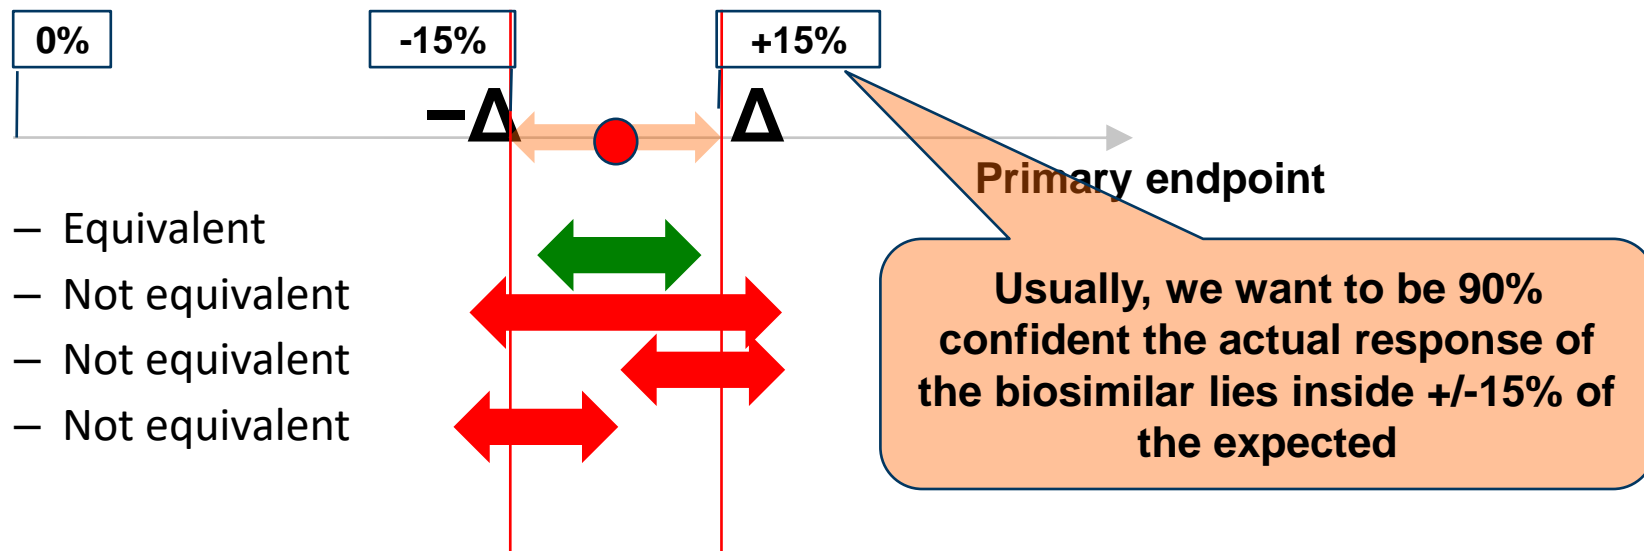 0%
-15%
+15%
–Δ
Δ
Primary endpoint
– Equivalent
– Not equivalent
– Not equivalent
– Not equivalent
Usually, we want to be 90%
confident the actual response of
the biosimilar lies inside +/-15% of
the expected